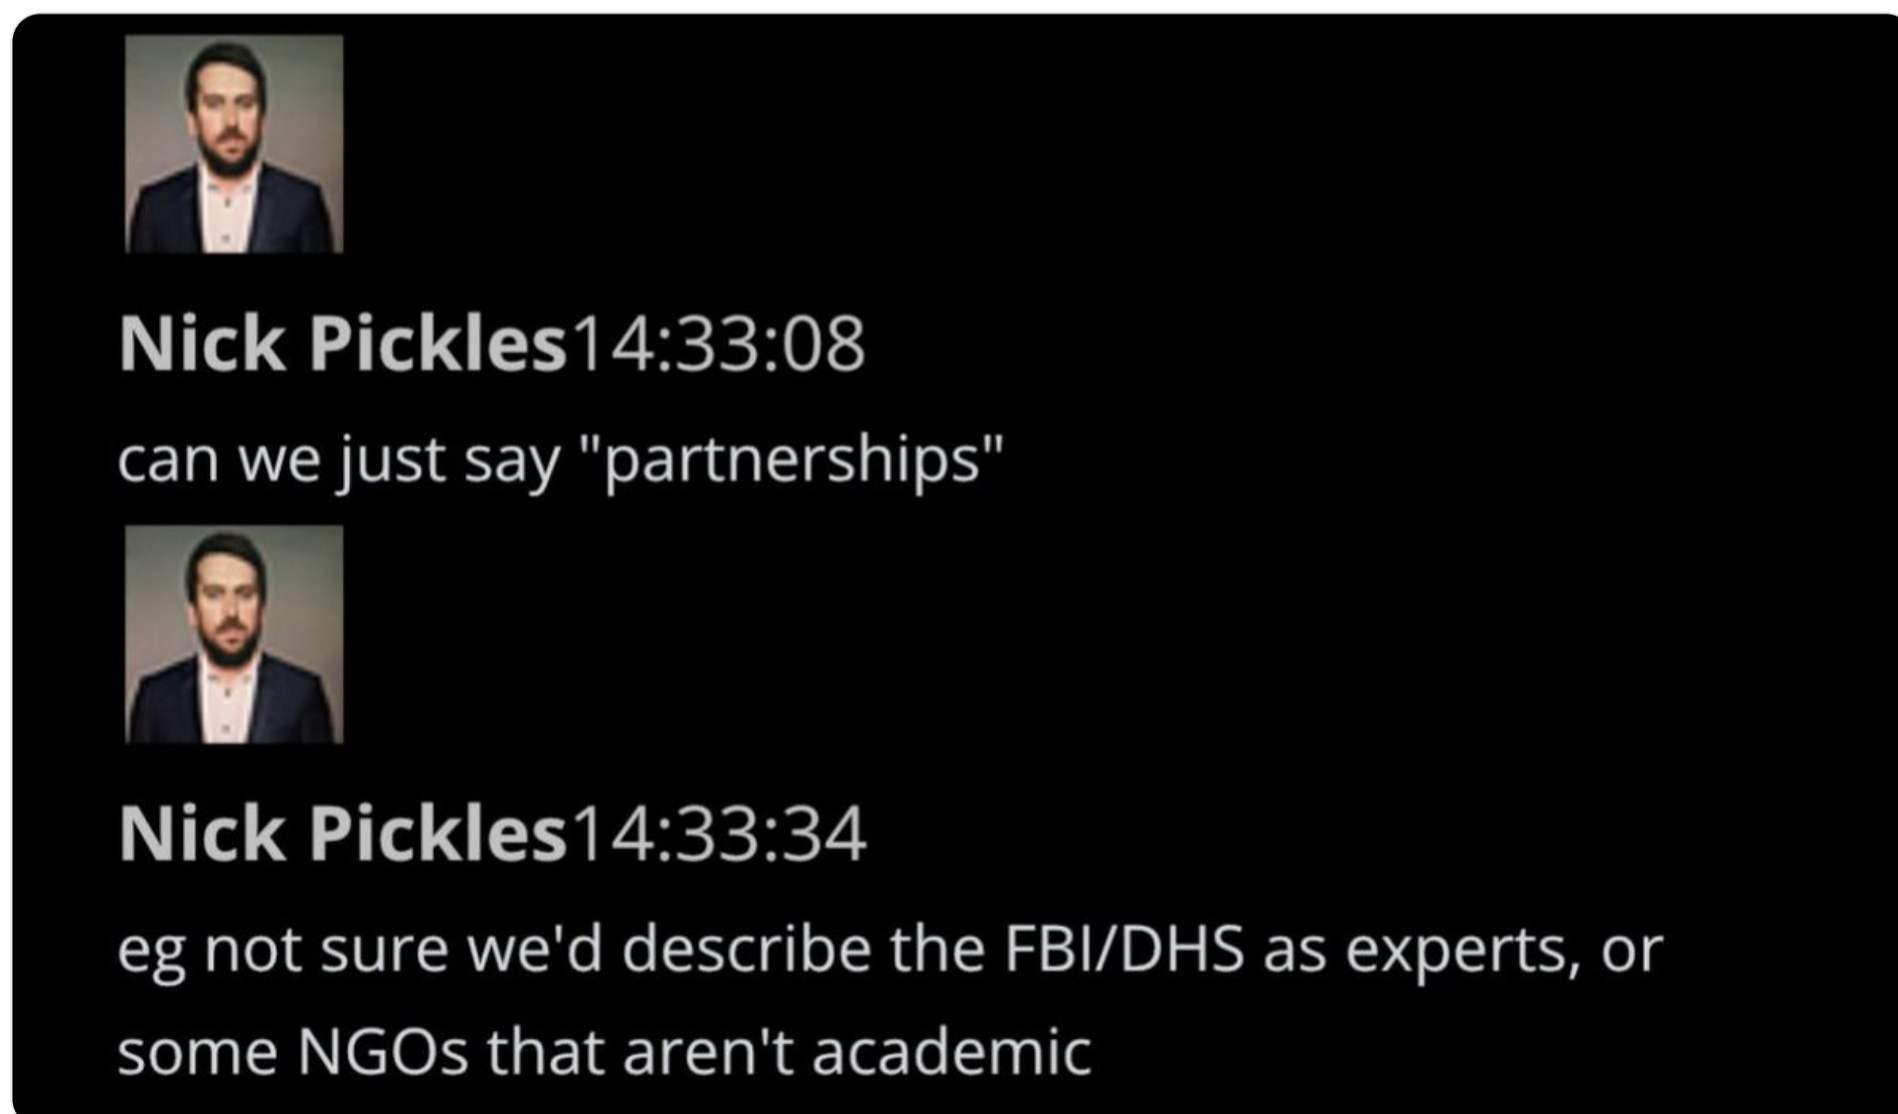 Nick Pickles14:33:08
can we just say "partnerships"
Nick Pickles14:33:34
eg not sure we'd describe the FBI/DHS as experts, or
some NGOs that aren't academic